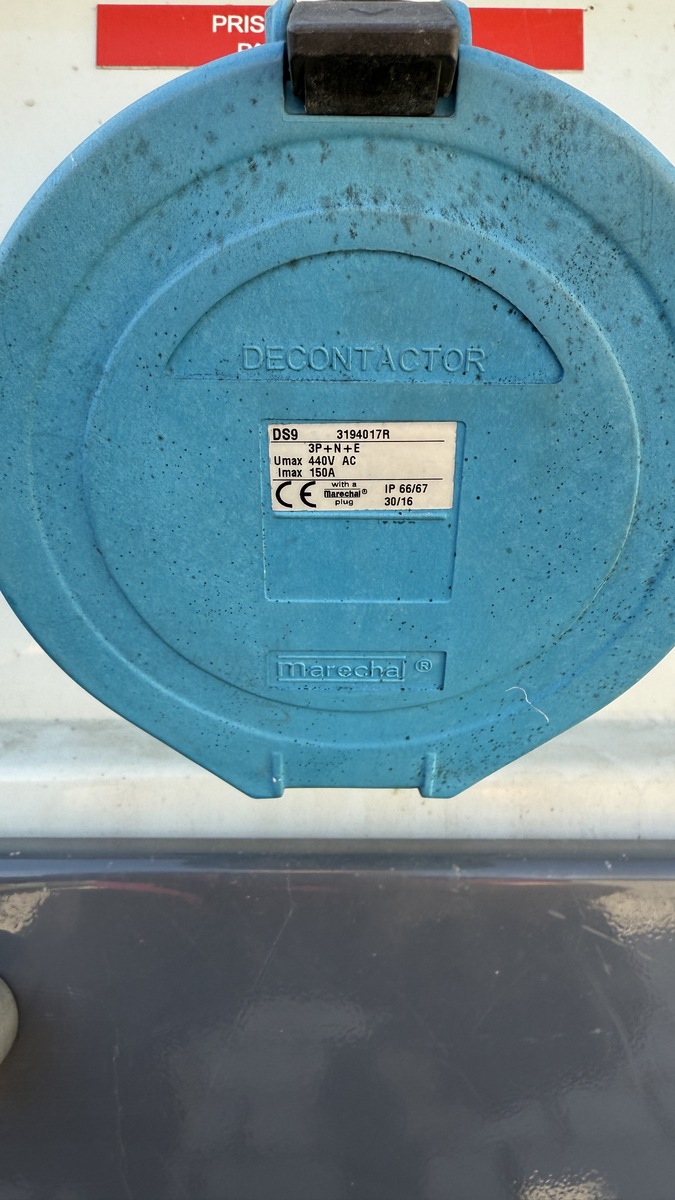 PRIS
DECONTACTOR
DS9 3194017R
3P+N+E
Umax 440V AC
Imax 150A
CE with a marechal® plug IP 66/67
30/16
marechal ®